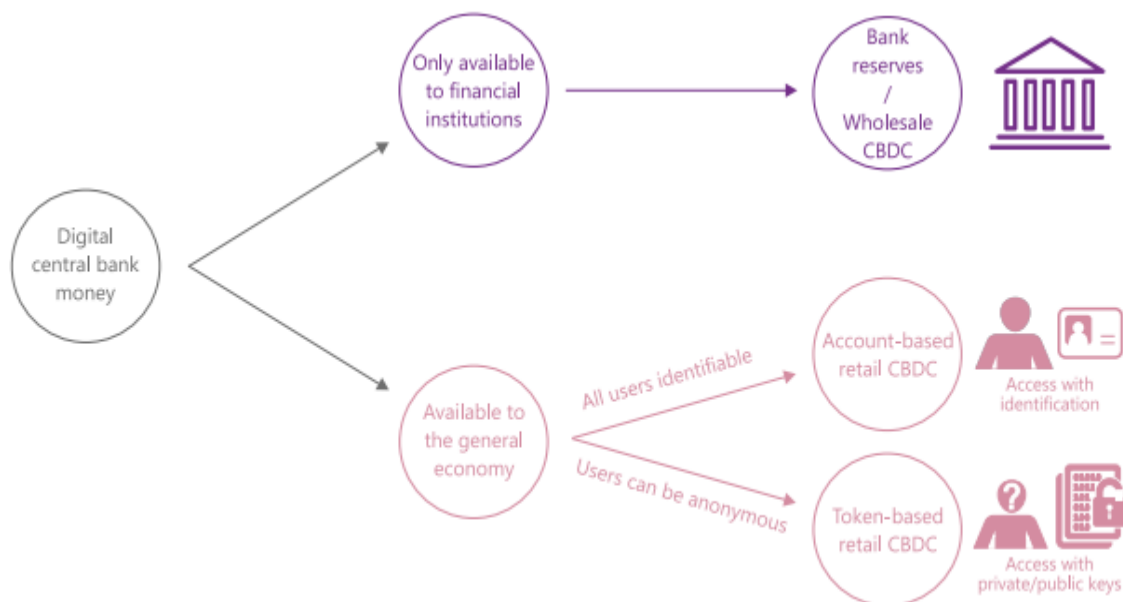 Digital
central bank
money
Only available
to financial
institutions
Bank
reserves
/
Wholesale
CBDC
Available to
the general
economy
All users identifiable
Users can be anonymous
Account-based
retail CBDC
Access with
identification
Token-based
retail CBDC
Access with
private/public keys